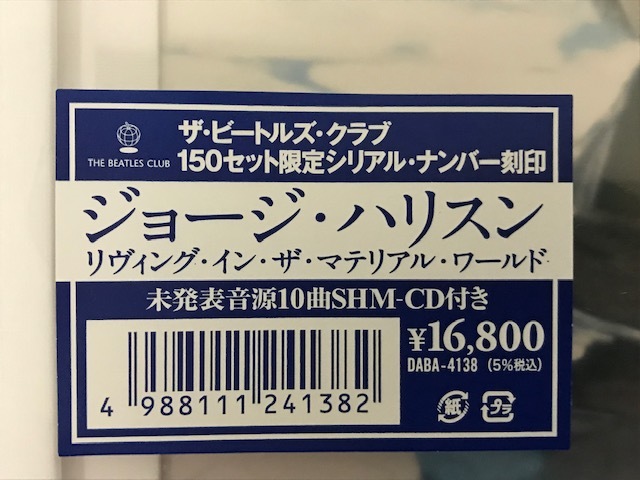 ザ・ビートルズ・クラブ
THE BEATLES CLUB
150セット限定シリアル・ナンバー刻印
ジョージ・ハリスン
リヴィング・イン・ザ・マテリアル・ワールド
未発表音源10曲SHM-CD付き
¥16,800
DABA-4138 (5%税込)
4 988111 241382
紙 プラ